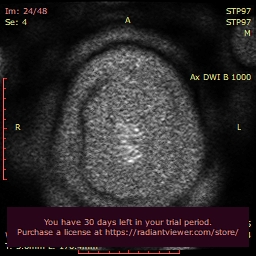 Im: 24/48
Se: 4
STP97
STP97
M
A
Ax DWI B 1000
R
L
You have 30 days left in your trial period.
Purchase a license at https://radiantviewer.com/store/